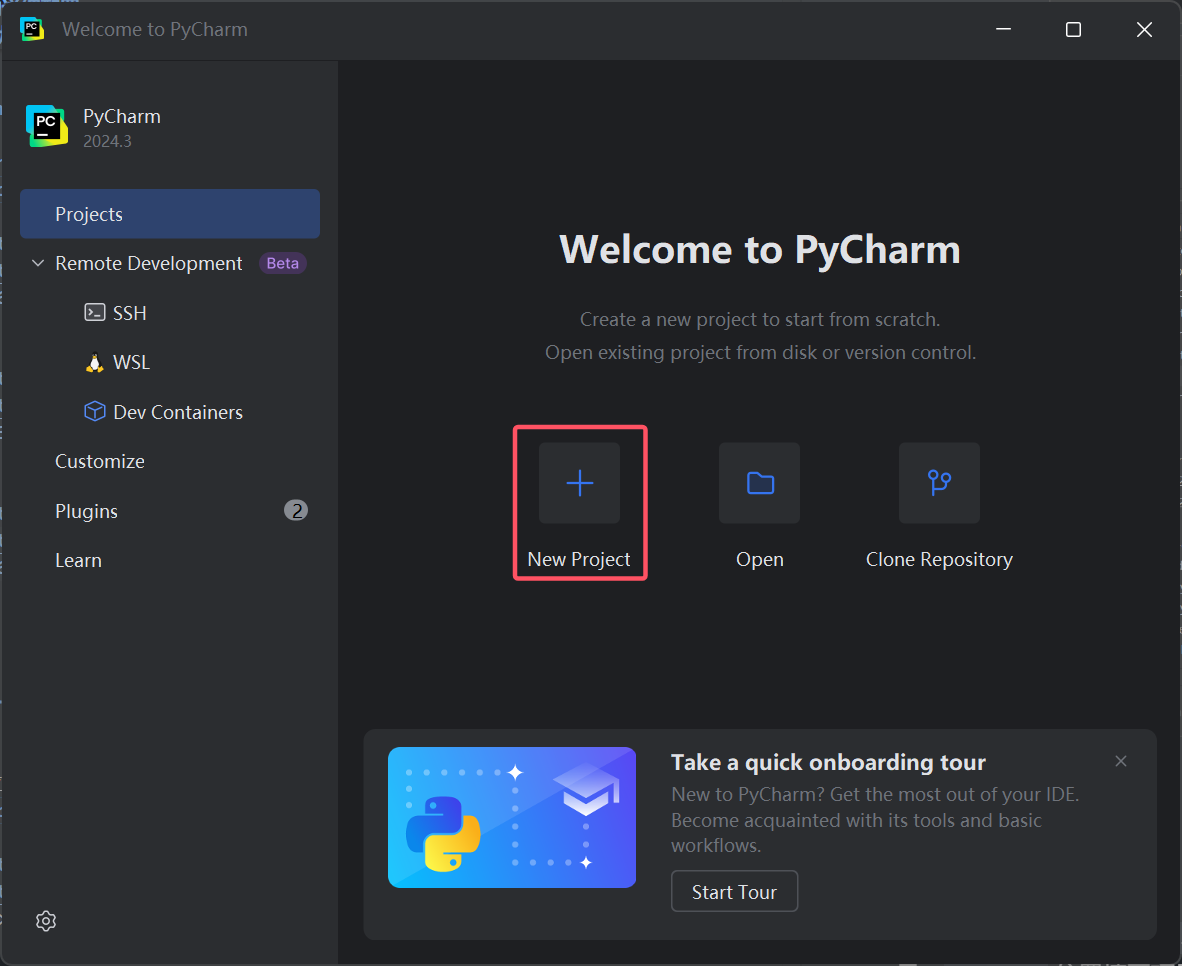 PC
Welcome to PyCharm
PC
PyCharm
2024.3
Projects
Remote Development Beta
SSH
WSL
Dev Containers
Customize
Plugins 2
Learn
Welcome to PyCharm
Create a new project to start from scratch.
Open existing project from disk or version control.
New Project
Open
Clone Repository
Take a quick onboarding tour
New to PyCharm? Get the most out of your IDE.
Become acquainted with its tools and basic
workflows.
Start Tour